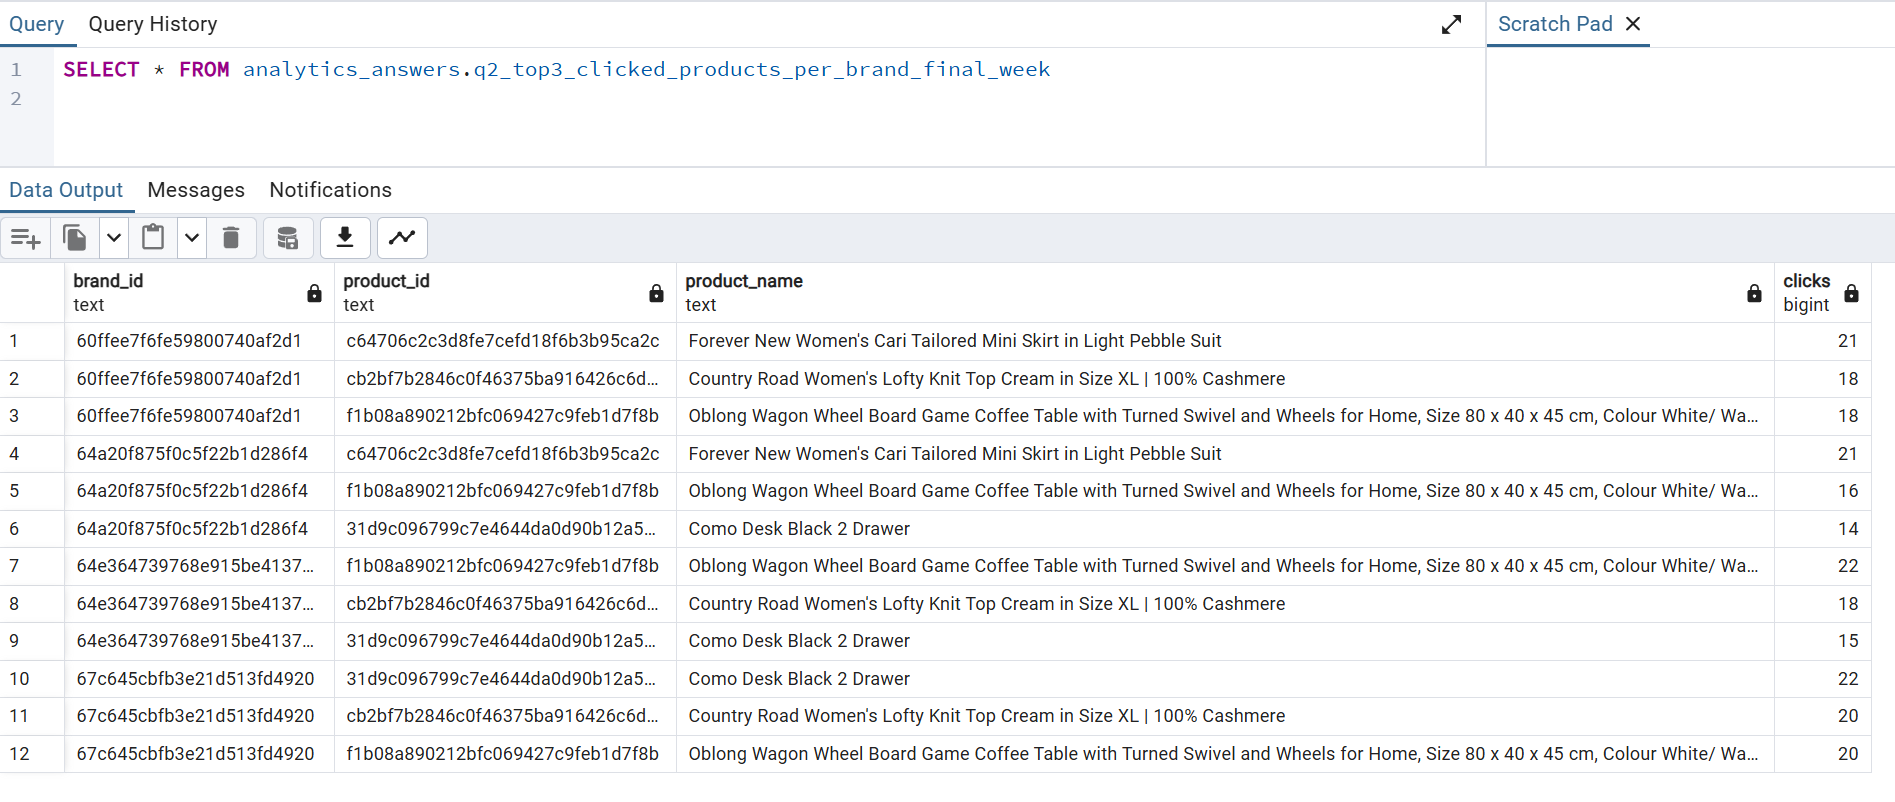 Query Query History Scratch Pad
1 SELECT * FROM analytics_answers.q2_top3_clicked_products_per_brand_final_week
2
Data Output Messages Notifications
brand_id product_id product_name clicks
text text text bigint
1 60ffee7f6fe59800740af2d1 c64706c2c3d8fe7cefd18f6b3b95ca2c Forever New Women's Cari Tailored Mini Skirt in Light Pebble Suit 21
2 60ffee7f6fe59800740af2d1 cb2bf7b2846c0f46375ba916426c6d... Country Road Women's Lofty Knit Top Cream in Size XL | 100% Cashmere 18
3 60ffee7f6fe59800740af2d1 f1b08a890212bfc069427c9feb1d7f8b Oblong Wagon Wheel Board Game Coffee Table with Turned Swivel and Wheels for Home, Size 80 x 40 x 45 cm, Colour White/ Wa... 18
4 64a20f875f0c5f22b1d286f4 c64706c2c3d8fe7cefd18f6b3b95ca2c Forever New Women's Cari Tailored Mini Skirt in Light Pebble Suit 21
5 64a20f875f0c5f22b1d286f4 f1b08a890212bfc069427c9feb1d7f8b Oblong Wagon Wheel Board Game Coffee Table with Turned Swivel and Wheels for Home, Size 80 x 40 x 45 cm, Colour White/ Wa... 16
6 64a20f875f0c5f22b1d286f4 31d9c096799c7e4644da0d90b12a5... Como Desk Black 2 Drawer 14
7 64e364739768e915be4137... f1b08a890212bfc069427c9feb1d7f8b Oblong Wagon Wheel Board Game Coffee Table with Turned Swivel and Wheels for Home, Size 80 x 40 x 45 cm, Colour White/ Wa... 22
8 64e364739768e915be4137... cb2bf7b2846c0f46375ba916426c6d... Country Road Women's Lofty Knit Top Cream in Size XL | 100% Cashmere 18
9 64e364739768e915be4137... 31d9c096799c7e4644da0d90b12a5... Como Desk Black 2 Drawer 15
10 67c645cbfb3e21d513fd4920 31d9c096799c7e4644da0d90b12a5... Como Desk Black 2 Drawer 22
11 67c645cbfb3e21d513fd4920 cb2bf7b2846c0f46375ba916426c6d... Country Road Women's Lofty Knit Top Cream in Size XL | 100% Cashmere 20
12 67c645cbfb3e21d513fd4920 f1b08a890212bfc069427c9feb1d7f8b Oblong Wagon Wheel Board Game Coffee Table with Turned Swivel and Wheels for Home, Size 80 x 40 x 45 cm, Colour White/ Wa... 20